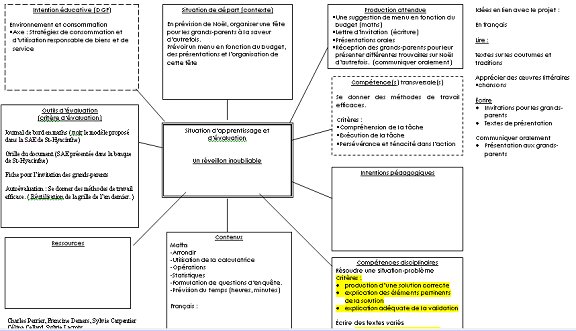 Intention éducative (DGF)
Environnement et consommation
•Axe : Stratégies de consommation et
d'utilisation responsable de biens et de
service
Situation de départ (contexte)
En prévision de Noël, organiser une fête
pour les grands-parents à la saveur
d'autrefois.
Prévoir un menu en fonction du budget,
des présentations et l'organisation de
cette fête
Production attendue
•Une suggestion de menu en fonction du
budget (maths)
•Lettre d'invitation (écriture)
•Présentations orales
•Réception des grands-parents pour leur
présenter différentes trouvailles sur Noël
d'autrefois. (communiquer oralement)
Idées en lien avec le projet :
En français
Lire :
Textes sur les coutumes et
traditions
Apprécier des œuvres littéraires
•chansons
Écrire
• Invitations pour les grands-
parents
• Textes de présentation
Communiquer oralement
• Présentation aux grands-
parents
Compétence(s) transversale(s)
Se donner des méthodes de travail
efficaces.
Critères :
•Compréhension de la tâche
•Exécution de la tâche
•Persévérance et ténacité dans l'action
Outils d'évaluation
(critère d'évaluation)
Journal de bord en maths (voir le modèle proposé
dans la SAE de St-Hyacinthe)
Grille du document (SAE présentée dans la banque
de St-Hyacinthe)
Fiche pour l'invitation des grands-parents
Autoévaluation : Se donner des méthodes de travail
efficace. (Réutilisation de la grille de l'an dernier.)
Situation d'apprentissage et
d'évaluation
Un réveillon inoubliable
Intentions pédagogiques
Ressources
Contenus
Maths
-Arrondir
-Utilisation de la calculatrice
-Opérations
-Statistiques
-Formulation de questions d'enquête.
-Prévision du temps (heures, minutes)
Français :
Compétences disciplinaires
Résoudre une situation-problème
Critères :
• production d'une solution correcte
• explication des éléments pertinents
de la solution
• explication adéquate de la validation
Écrire des textes variés
Charles Perrier, Francine Demers, Sylvie Carpentier